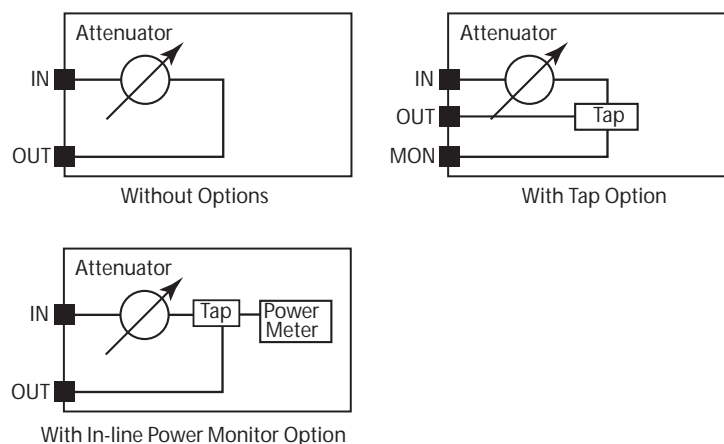 Attenuator
IN
OUT
Without Options
Attenuator
IN
OUT
Tap
MON
With Tap Option
Attenuator
IN
Tap
Power
Meter
OUT
With In-line Power Monitor Option